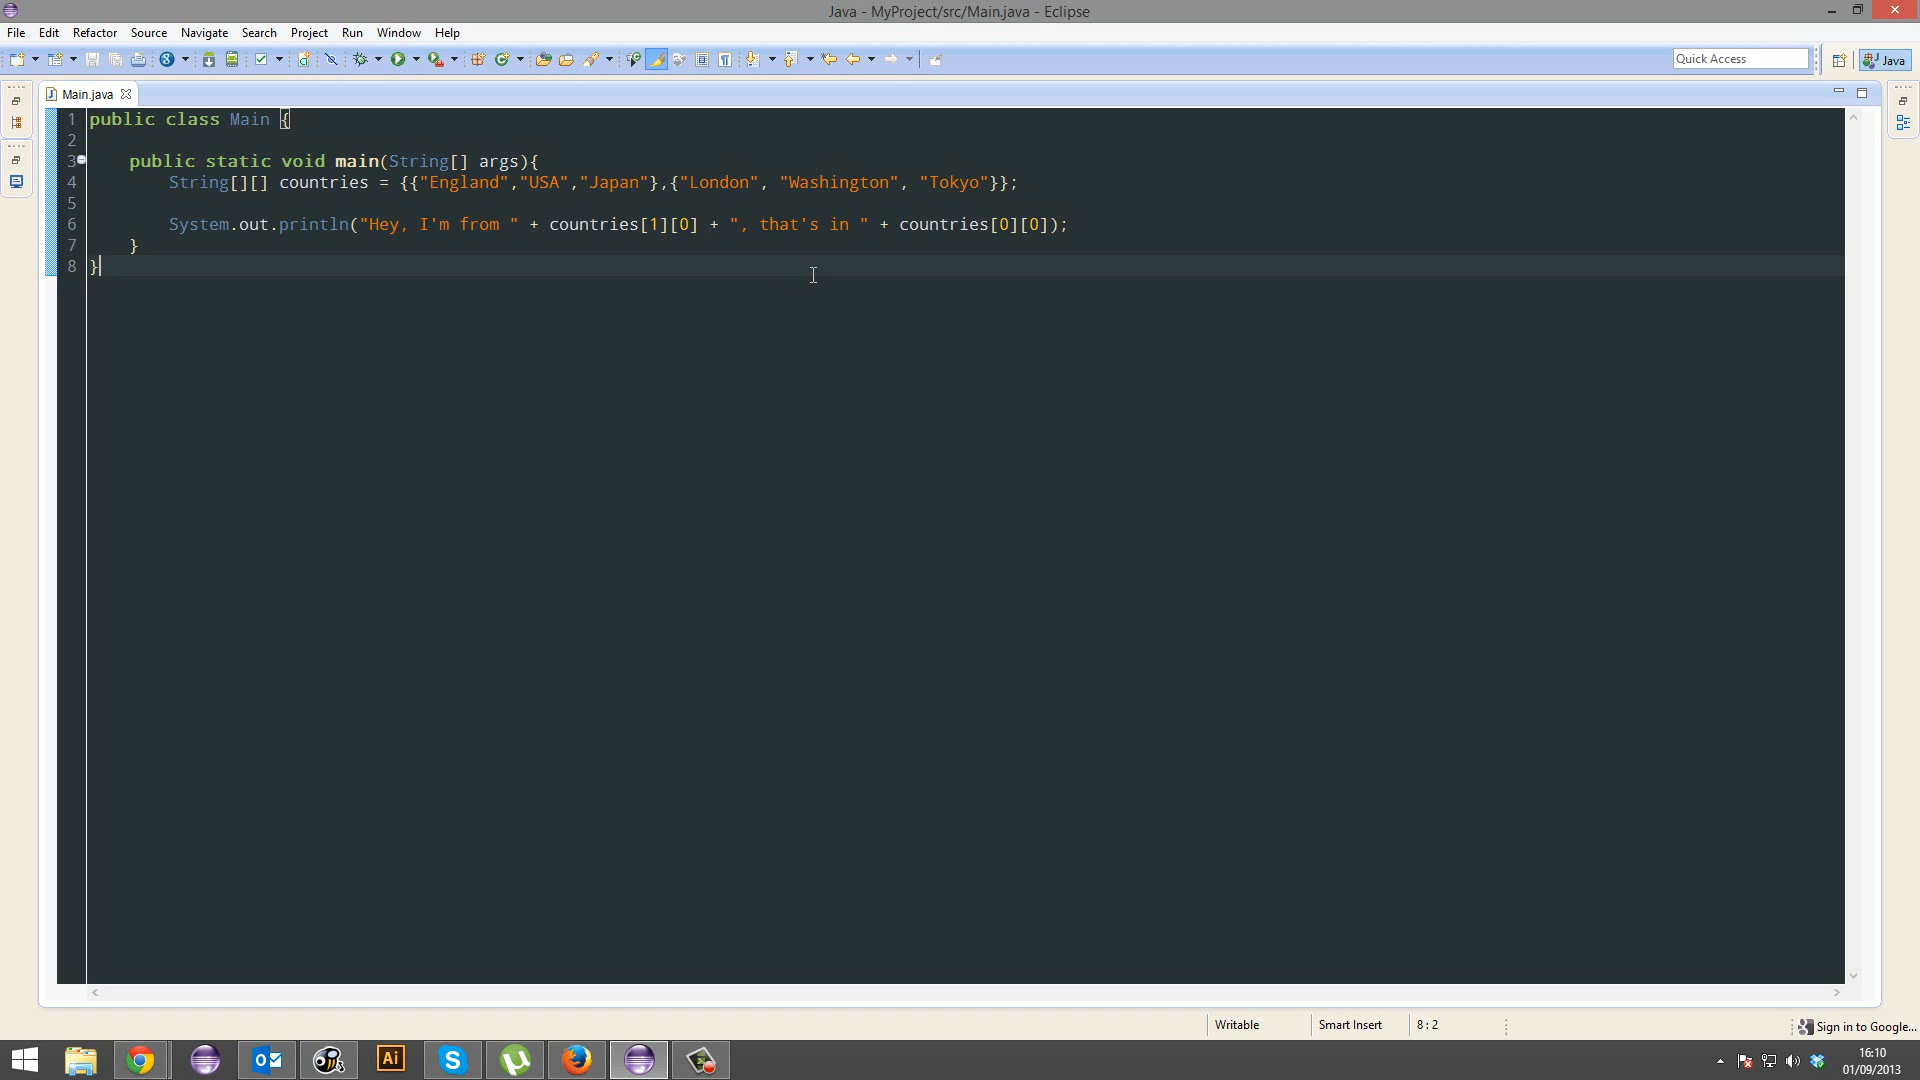 Java - MyProject/src/Main.java - Eclipse
File Edit Refactor Source Navigate Search Project Run Window Help
Quick Access
Java
Main.java
1 public class Main {
2
3 public static void main(String[] args){
4 String[][] countries = {{"England","USA","Japan"},{"London", "Washington", "Tokyo"}};
5
6 System.out.println("Hey, I'm from " + countries[1][0] + ", that's in " + countries[0][0]);
7 }
8 }
Writable Smart Insert 8 : 2
Sign in to Google...
Ai
16:10
01/09/2013